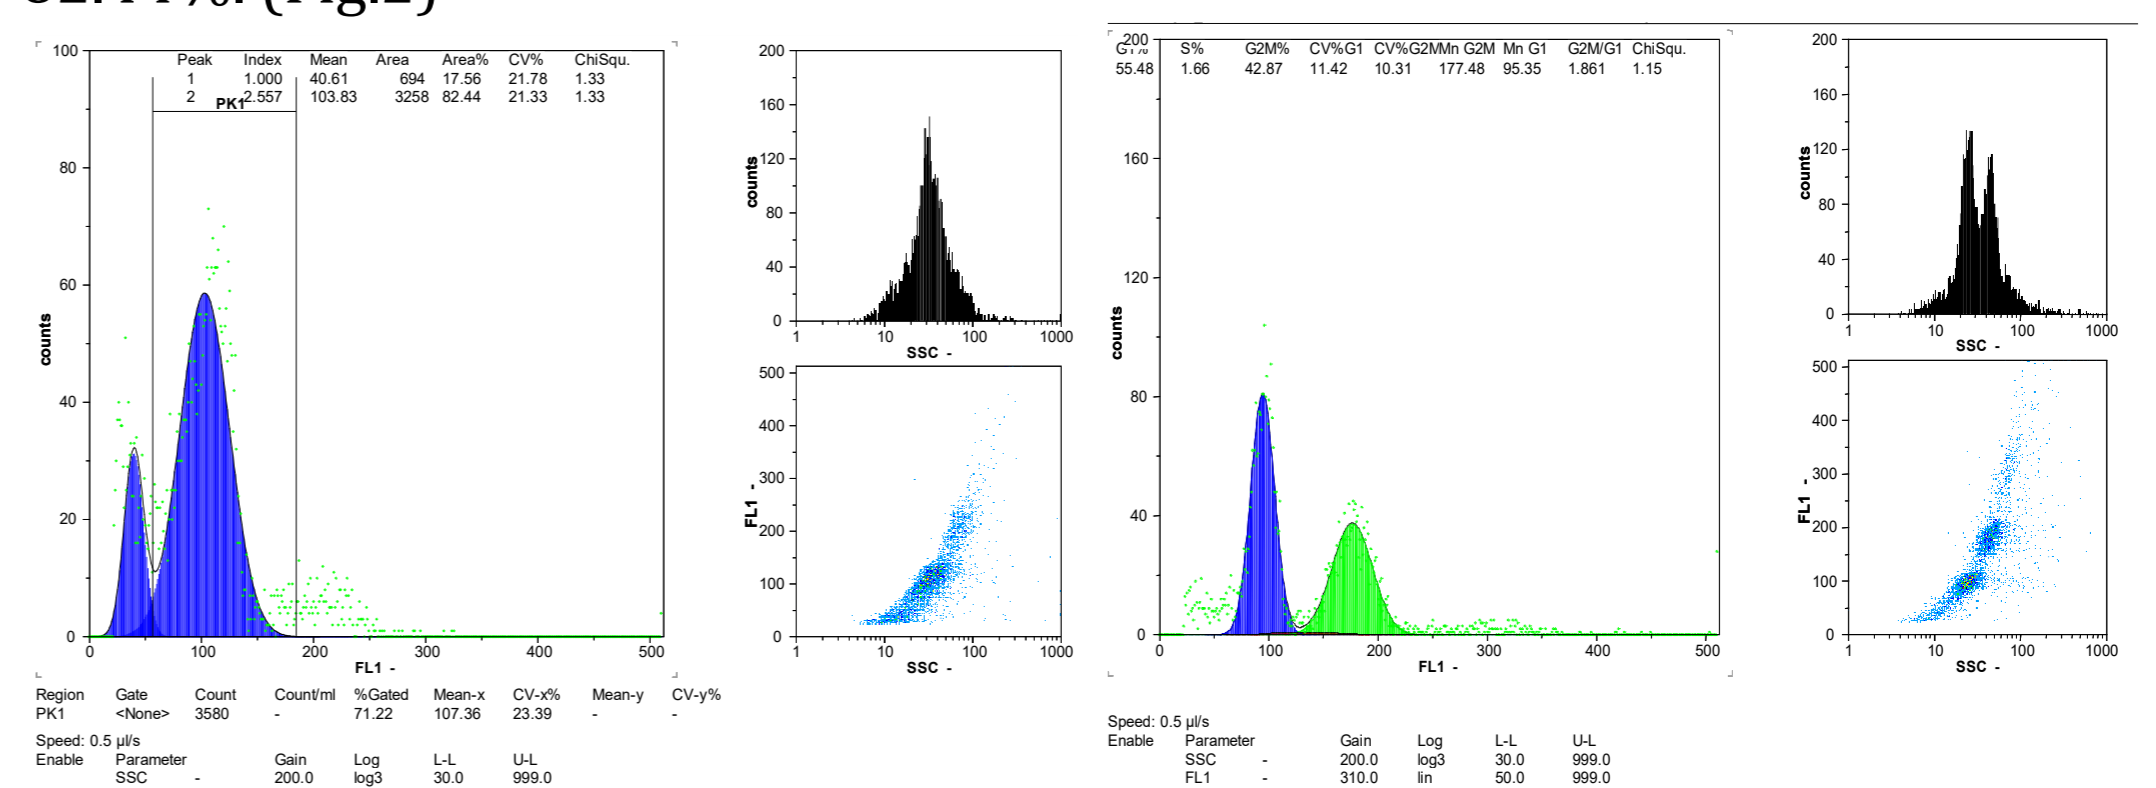 100
Peak Index Mean Area Area% CV% ChiSqu.
1 1.000 40.61 694 17.56 21.78 1.33
2 2.557 103.83 3258 82.44 21.33 1.33
PK1
80
60
40
20
0
counts
0 100 200 300 400 500
FL1 -
Region Gate Count Count/ml %Gated Mean-x CV-x% Mean-y CV-y%
PK1 <None> 3580 - 71.22 107.36 23.39 - -
Speed: 0.5 µl/s
Enable Parameter Gain Log L-L U-L
SSC - 200.0 log3 30.0 999.0
200
160
120
80
40
0
counts
1 10 100 1000
SSC -
500
400
300
200
100
0
FL1 -
1 10 100 1000
SSC -
200
S% G2M% CV%G1 CV%G2M Mn G2M Mn G1 G2M/G1 ChiSqu.
55.48 1.66 42.87 11.42 10.31 177.48 95.35 1.861 1.15
160
120
80
40
0
counts
0 100 200 300 400 500
FL1 -
Speed: 0.5 µl/s
Enable Parameter Gain Log L-L U-L
SSC - 200.0 log3 30.0 999.0
FL1 - 310.0 lin 50.0 999.0
200
160
120
80
40
0
counts
1 10 100 1000
SSC -
500
400
300
200
100
0
FL1 -
1 10 100 1000
SSC -